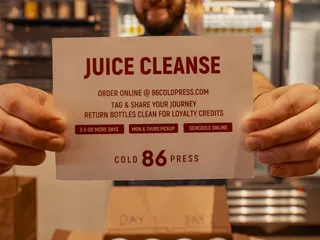 JUICE CLEANSE
ORDER ONLINE @ 86COLDPRESS.COM
TAG & SHARE YOUR JOURNEY
RETURN BOTTLES CLEAN FOR LOYALTY CREDITS
3-5 OR MORE DAYS MON & THURS PICKUP SCHEDULE ONLINE
COLD 86 PRESS
DAY DAY